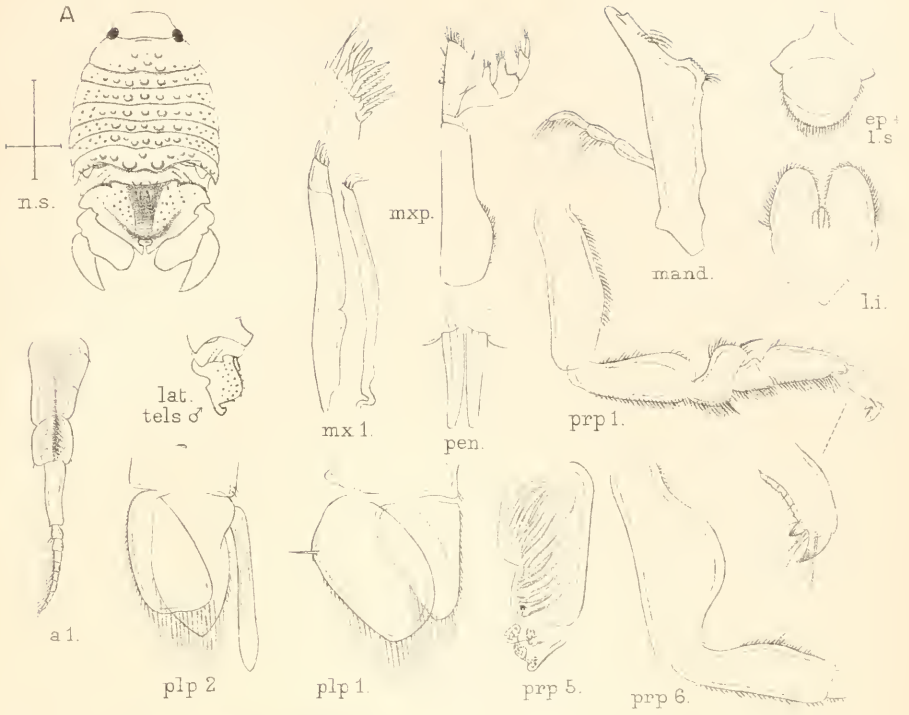 A
n.s.
mxp.
mand.
ep +
l.s
l.i.
a 1.
lat.
tels ♂
mx 1.
pen.
prp 1.
plp 2
plp 1.
prp 5.
prp 6.